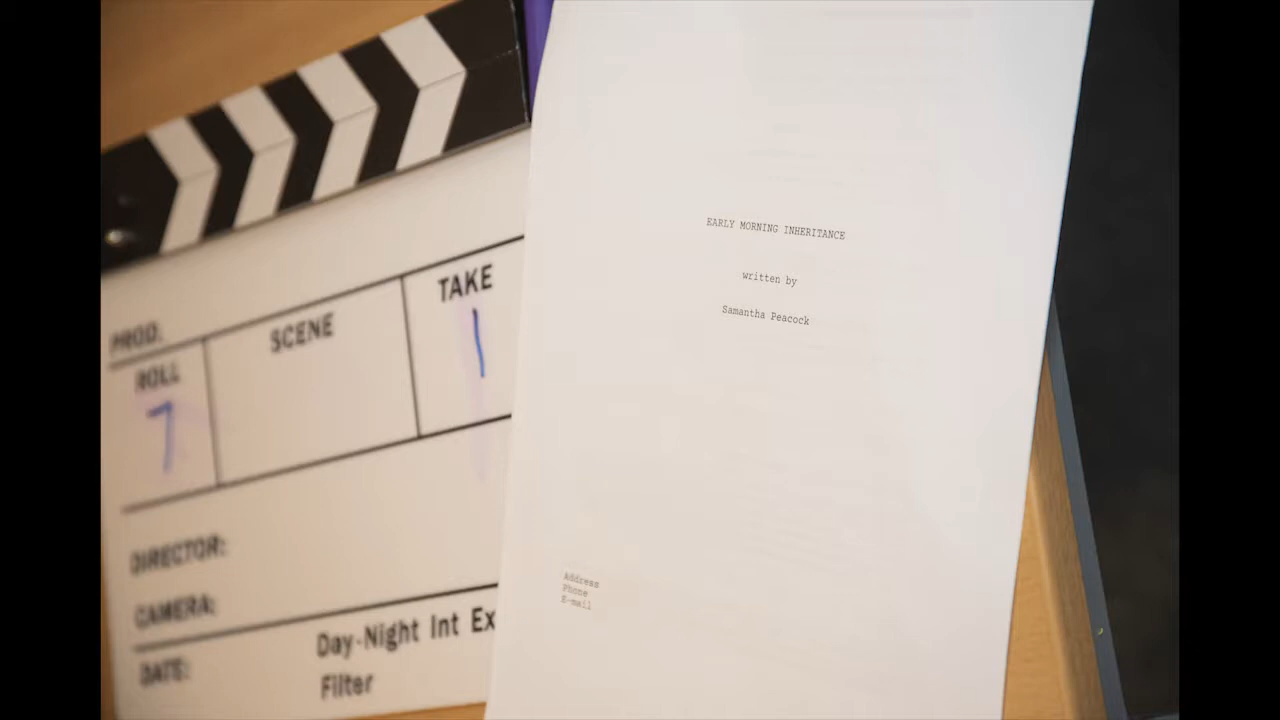 PROD.
ROLL
SCENE
TAKE
7
1
DIRECTOR:
CAMERA:
DATE:
Day-Night Int Ex
Filter
EARLY MORNING INHERITANCE
written by
Samantha Peacock
Address
Phone
E-mail